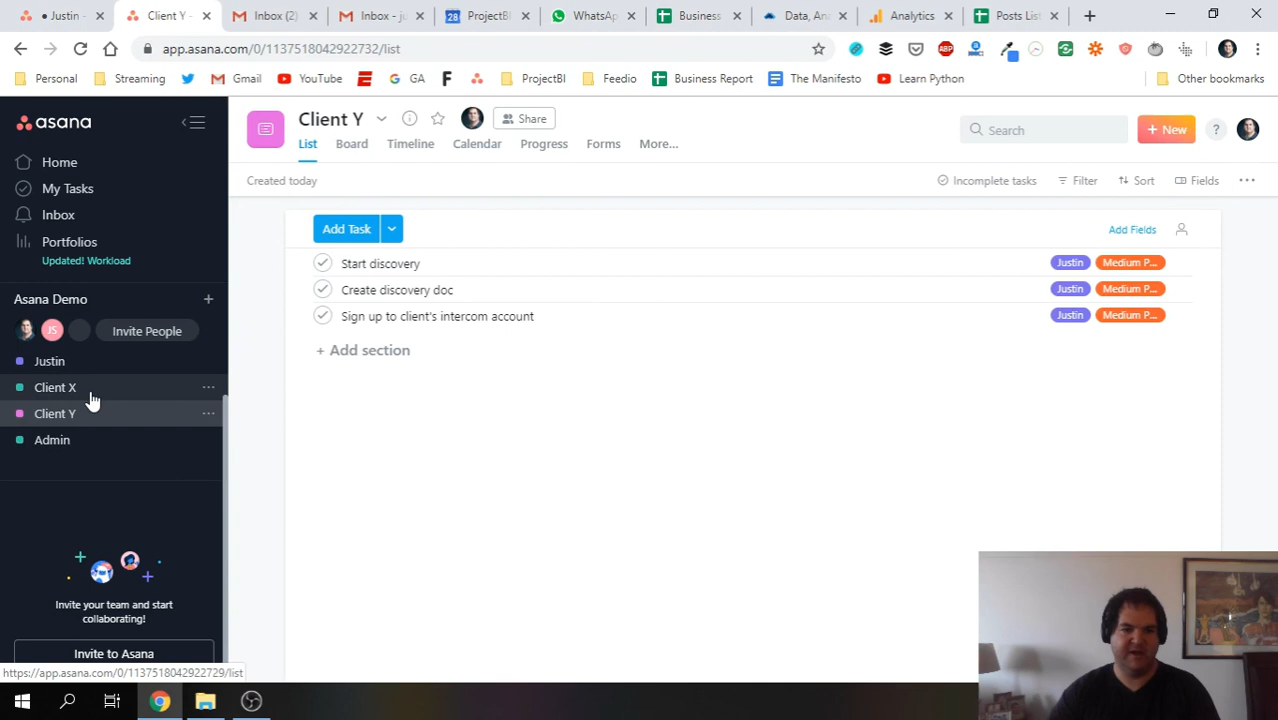 Justin -
Client Y -
Inbox (2)
Inbox - ju
28
ProjectBI
WhatsAp
Business
Data, Ana
Analytics
Posts List
app.asana.com/0/1137518042922732/list
ABP
Personal
Streaming
Gmail
YouTube
GA
ProjectBI
Feedio
Business Report
The Manifesto
Learn Python
Other bookmarks
asana
Home
My Tasks
Inbox
Portfolios
Updated! Workload
Asana Demo
JS
Invite People
Justin
Client X
Client Y
Admin
Invite your team and start
collaborating!
Invite to Asana
https://app.asana.com/0/1137518042922729/list
Client Y
Share
Search
+ New
?
List
Board
Timeline
Calendar
Progress
Forms
More...
Created today
Incomplete tasks
Filter
Sort
Fields
Add Task
Add Fields
Start discovery
Justin
Medium P...
Create discovery doc
Justin
Medium P...
Sign up to client's intercom account
Justin
Medium P...
+ Add section